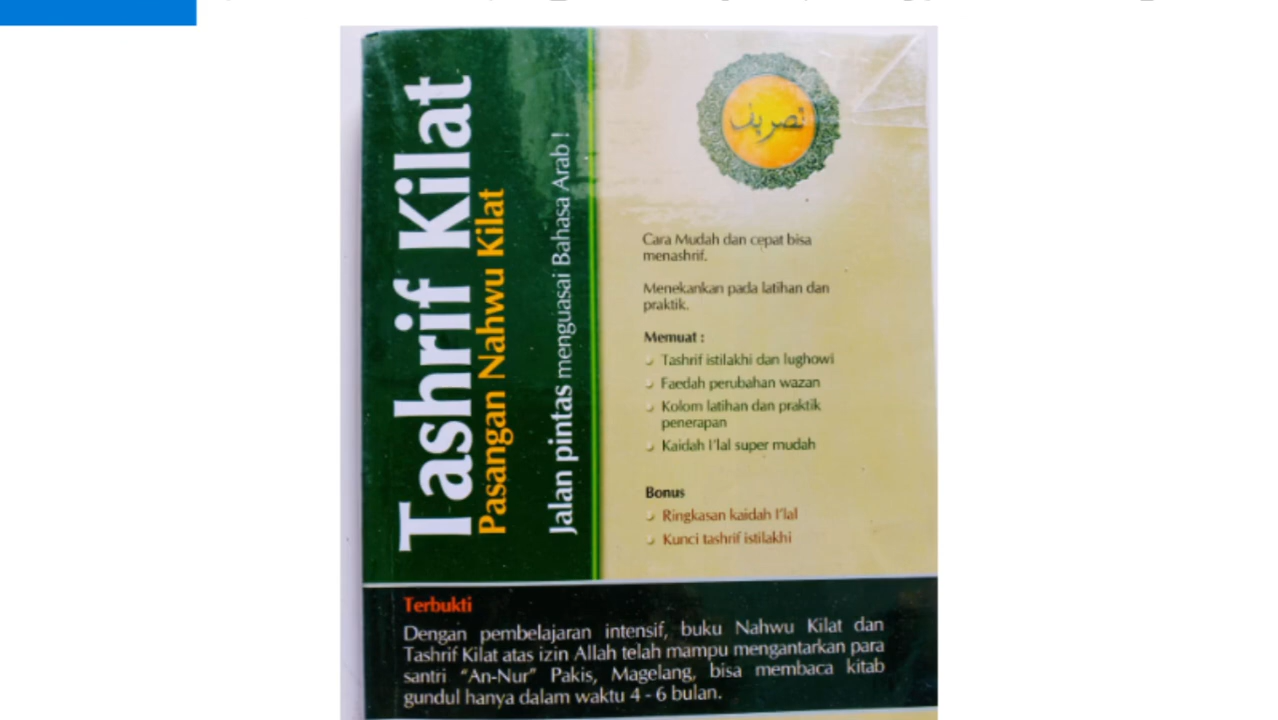 Tashrif Kilat
Pasangan Nahwu Kilat
Jalan pintas menguasai Bahasa Arab !
تصريف
Cara Mudah dan cepat bisa
menashrif.
Menekankan pada latihan dan
praktik.
Memuat :
Tashrif istilakhi dan lughowi
Faedah perubahan wazan
Kolom latihan dan praktik
penerapan
Kaidah I'lal super mudah
Bonus
Ringkasan kaidah I'lal
Kunci tashrif istilakhi
Terbukti
Dengan pembelajaran intensif, buku Nahwu Kilat dan
Tashrif Kilat atas izin Allah telah mampu mengantarkan para
santri "An-Nur" Pakis, Magelang, bisa membaca kitab
gundul hanya dalam waktu 4 - 6 bulan.